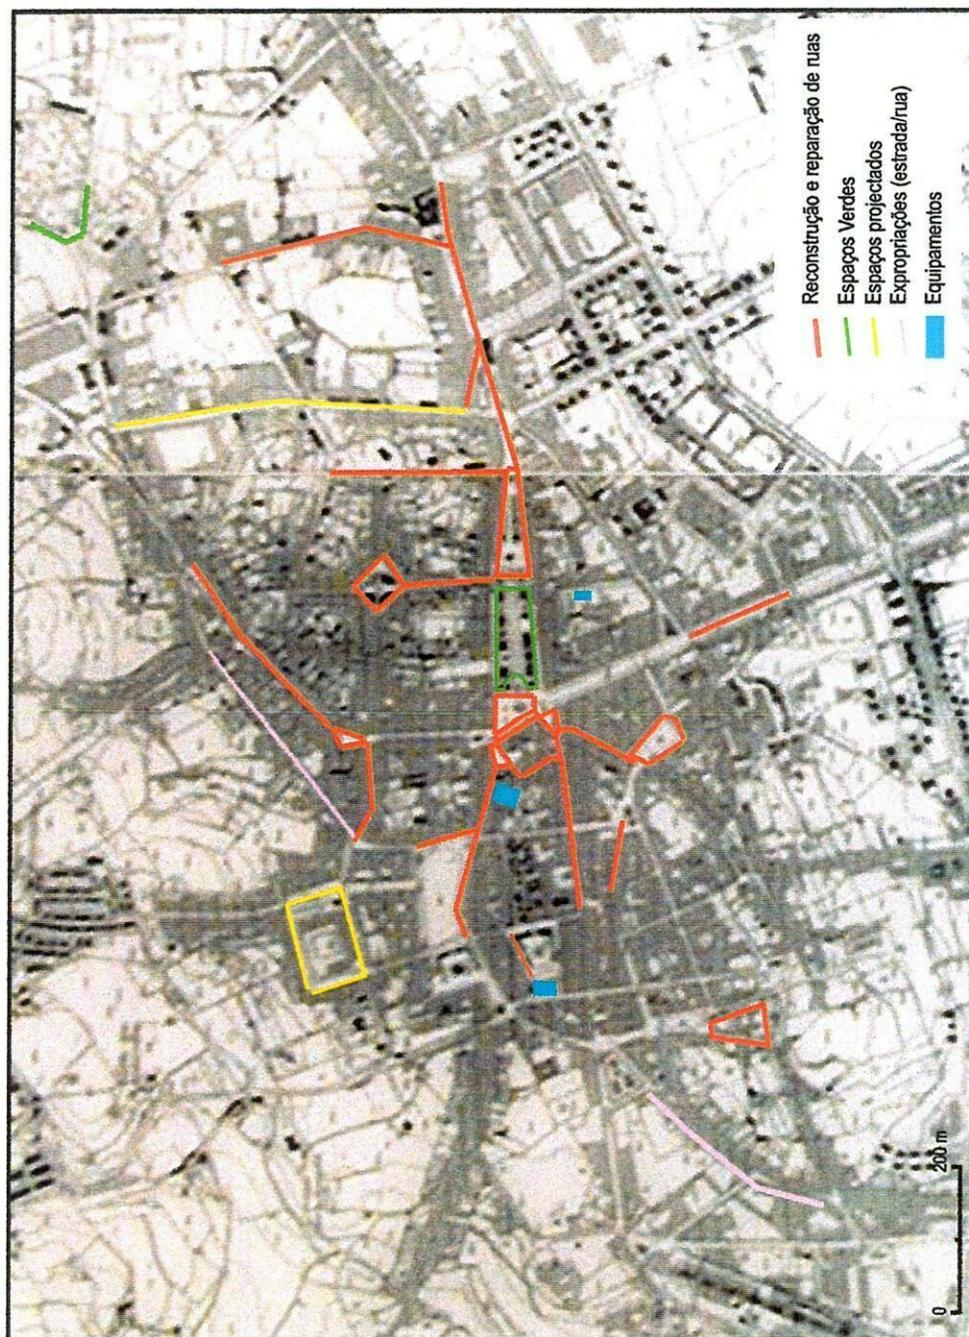 Reconstrução e reparação de ruas
Espaços Verdes
Espaços projectados
Expropriações (estrada/rua)
Equipamentos
0
200 m